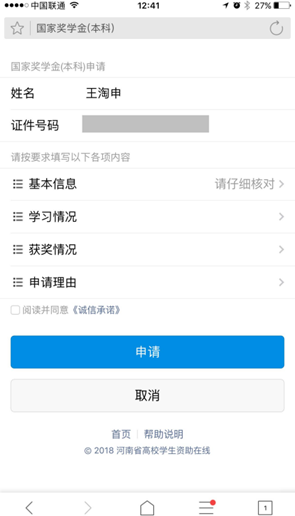 中国联通 12:41 27%
国家奖学金(本科)
国家奖学金(本科)申请
姓名 王淘申
证件号码
请按要求填写以下各项内容
基本信息 请仔细核对
学习情况
获奖情况
申请理由
阅读并同意《诚信承诺》
申请
取消
首页 | 帮助说明
© 2018 河南省高校学生资助在线
1